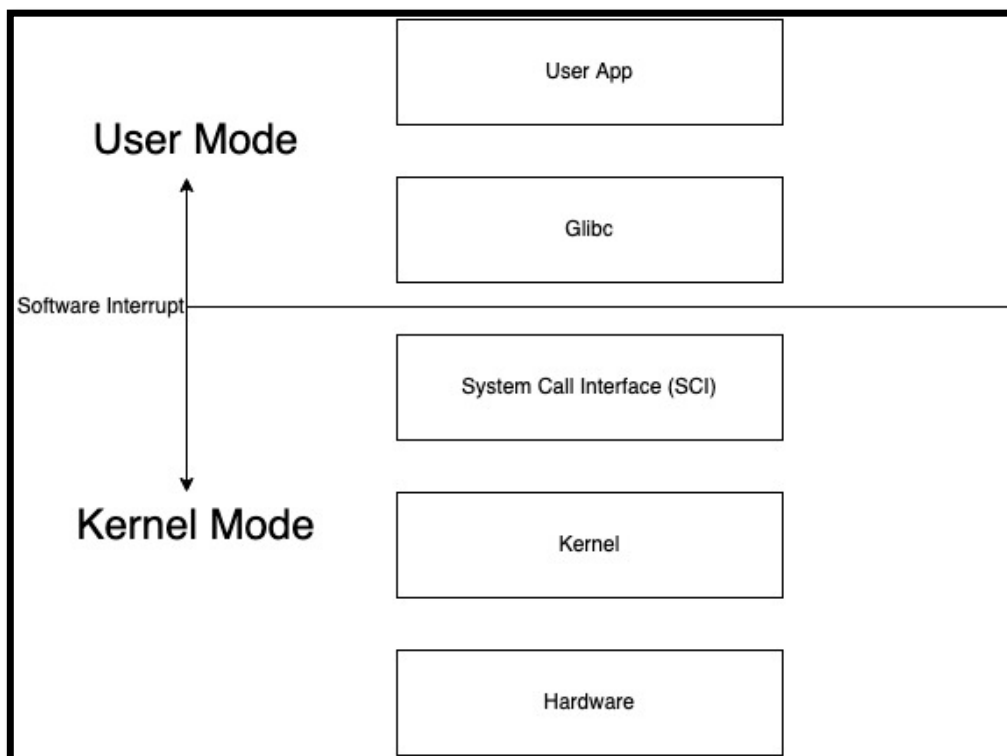 User App
User Mode
Glibc
Software Interrupt
System Call Interface (SCI)
Kernel Mode
Kernel
Hardware